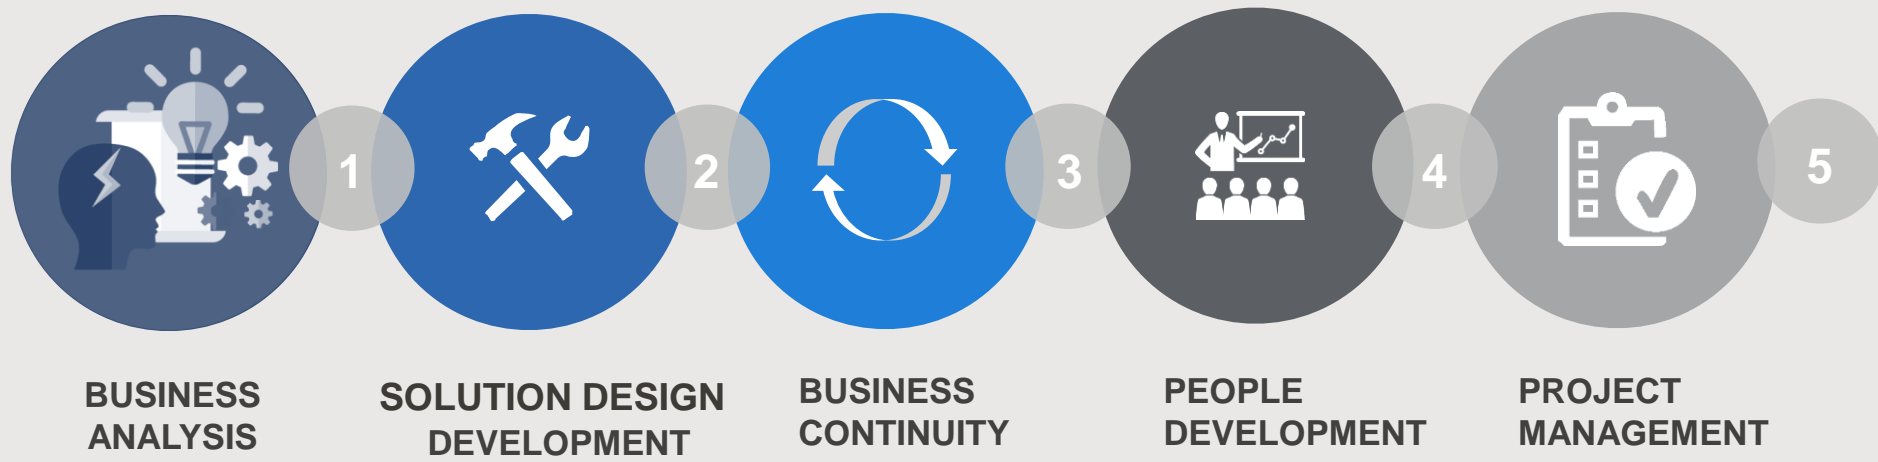 1
2
3
4
5
BUSINESS
ANALYSIS
SOLUTION DESIGN
DEVELOPMENT
BUSINESS
CONTINUITY
PEOPLE
DEVELOPMENT
PROJECT
MANAGEMENT